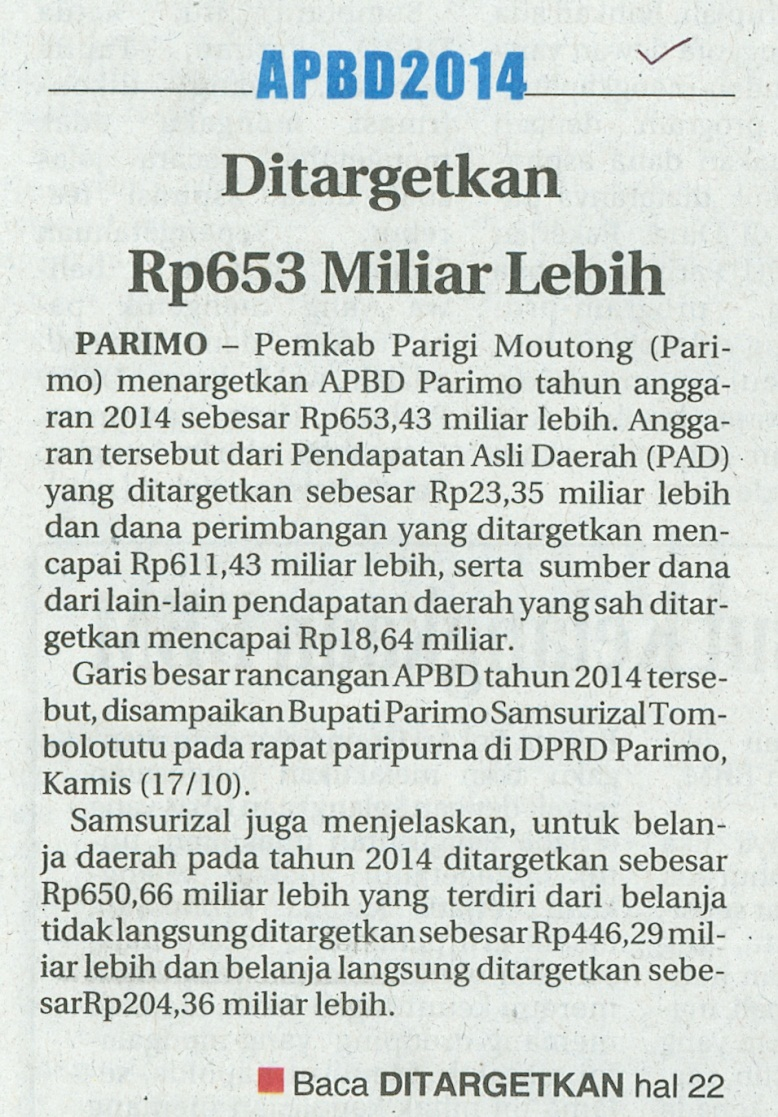 APBD2014
Ditargetkan
Rp653 Miliar Lebih
PARIMO – Pemkab Parigi Moutong (Pari-
mo) menargetkan APBD Parimo tahun angga-
ran 2014 sebesar Rp653,43 miliar lebih. Angga-
ran tersebut dari Pendapatan Asli Daerah (PAD)
yang ditargetkan sebesar Rp23,35 miliar lebih
dan dana perimbangan yang ditargetkan men-
capai Rp611,43 miliar lebih, serta sumber dana
dari lain-lain pendapatan daerah yang sah ditar-
getkan mencapai Rp18,64 miliar.
Garis besar rancangan APBD tahun 2014 terse-
but, disampaikan Bupati Parimo Samsurizal Tom-
bolotutu pada rapat paripurna di DPRD Parimo,
Kamis (17/10).
Samsurizal juga menjelaskan, untuk belan-
ja daerah pada tahun 2014 ditargetkan sebesar
Rp650,66 miliar lebih yang terdiri dari belanja
tidak langsung ditargetkan sebesar Rp446,29 mil-
iar lebih dan belanja langsung ditargetkan sebe-
sarRp204,36 miliar lebih.
Baca DITARGETKAN hal 22